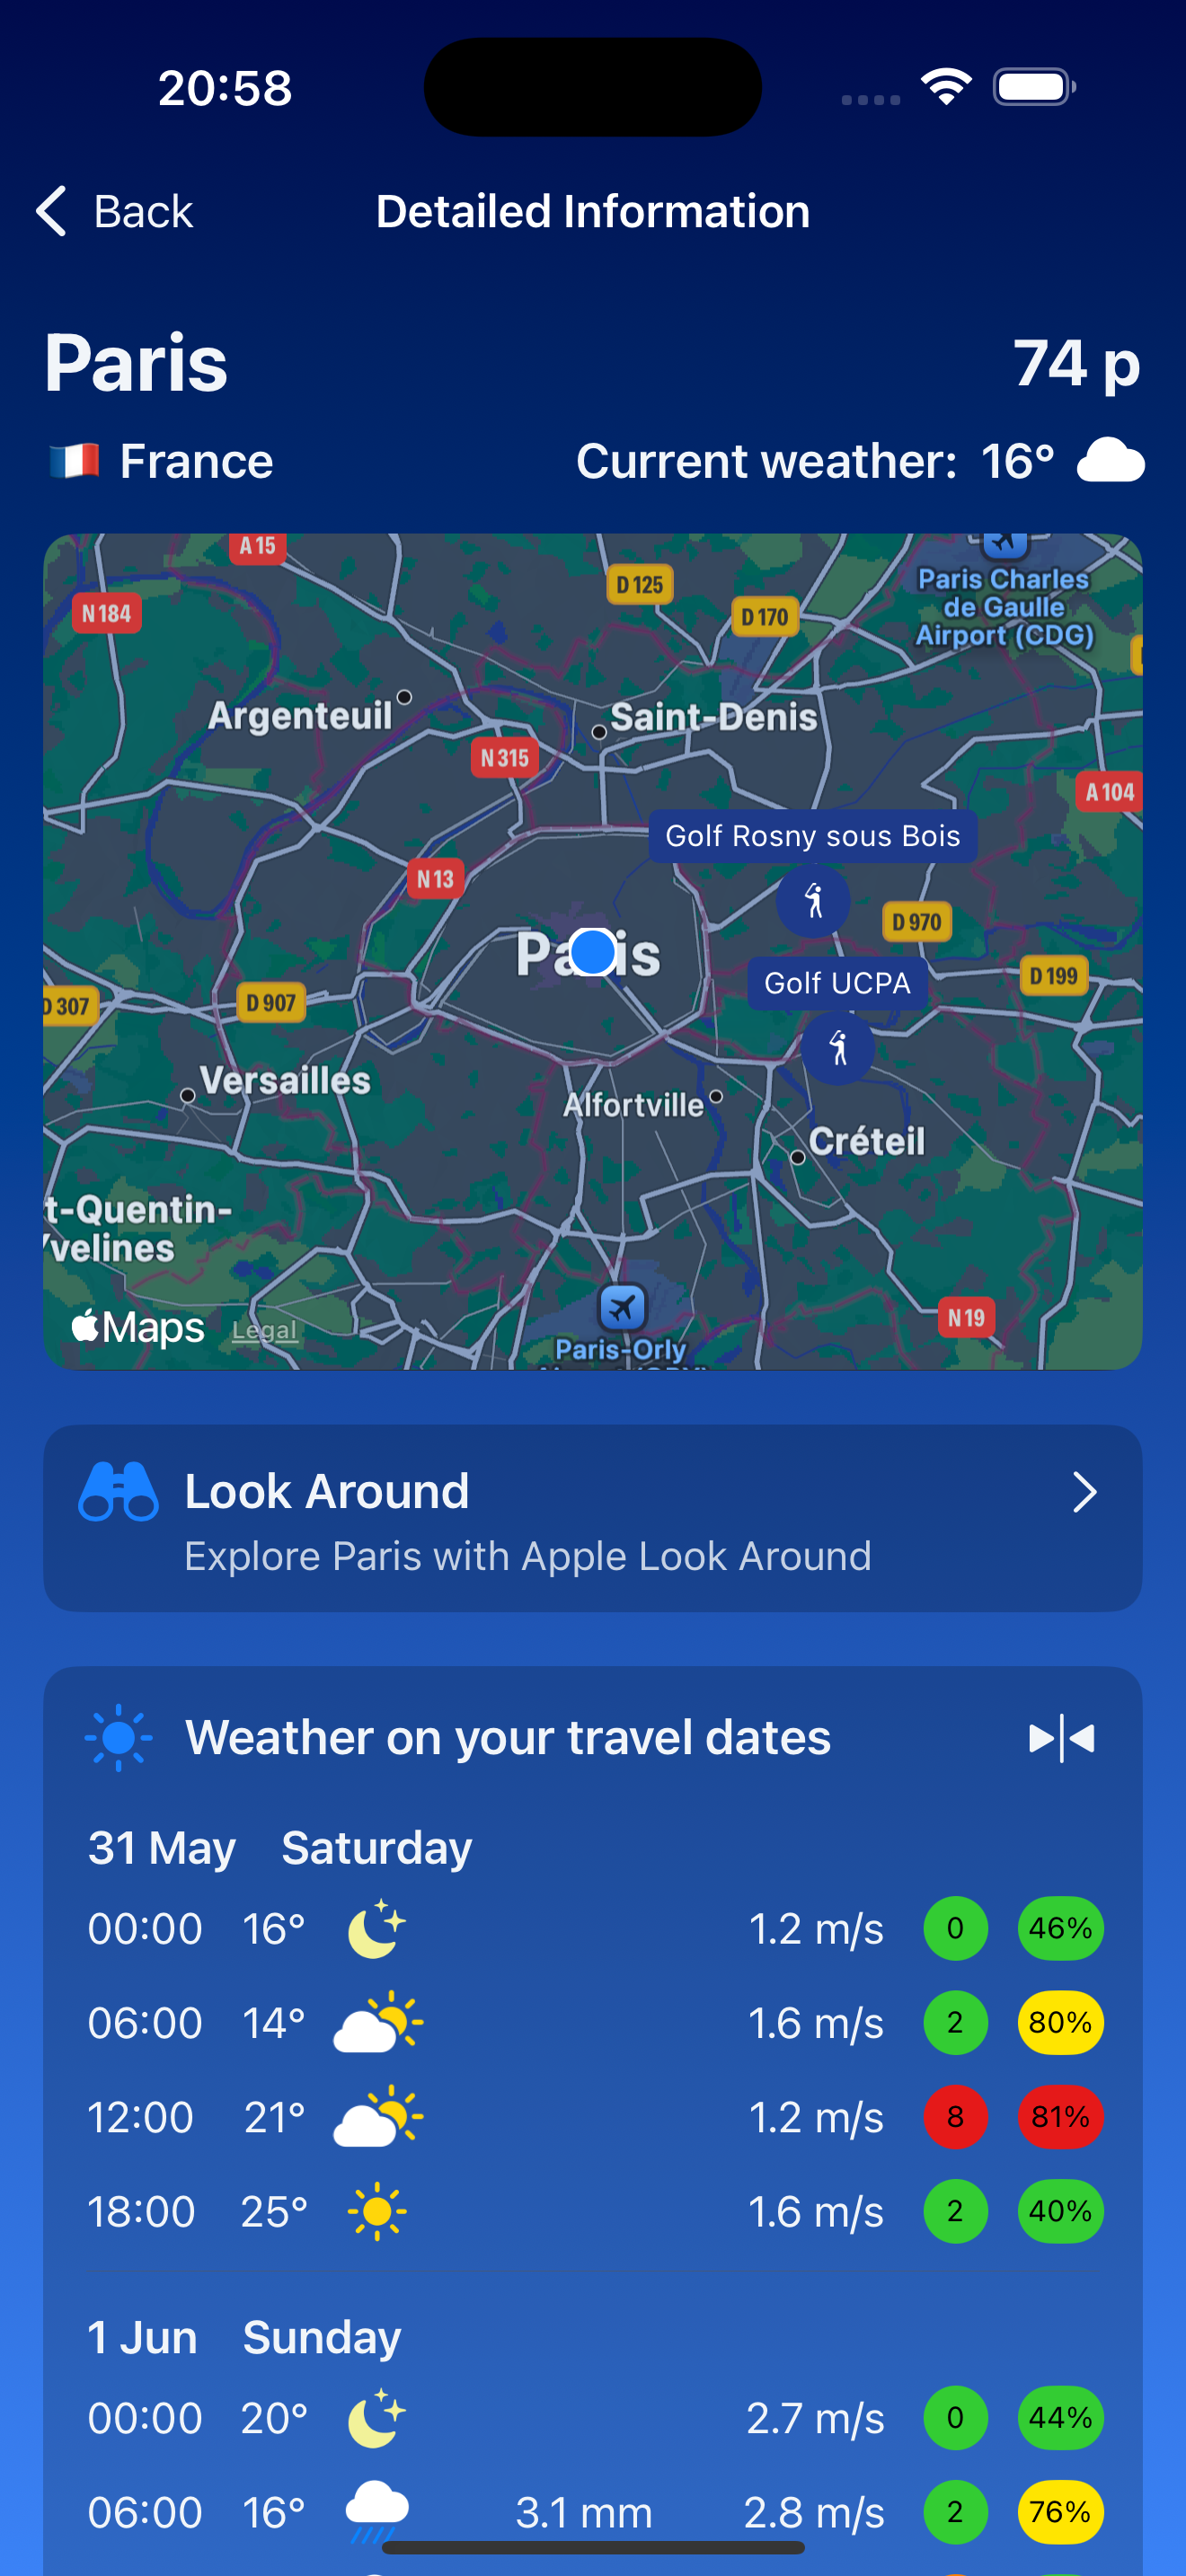 20:58
Back
Detailed Information
Paris
74 p
France
Current weather: 16°
A 15
N 184
D 125
D 170
Paris Charles
de Gaulle
Airport (CDG)
Argenteuil
Saint-Denis
N 315
A 104
Golf Rosny sous Bois
N 13
D 970
Paris
Golf UCPA
D 199
D 307
D 907
Versailles
Alfortville
Créteil
t-Quentin-
Yvelines
N 19
Maps
Legal
Paris-Orly
Look Around
Explore Paris with Apple Look Around
Weather on your travel dates
31 May Saturday
00:00 16° 1.2 m/s 0 46%
06:00 14° 1.6 m/s 2 80%
12:00 21° 1.2 m/s 8 81%
18:00 25° 1.6 m/s 2 40%
1 Jun Sunday
00:00 20° 2.7 m/s 0 44%
06:00 16° 3.1 mm 2.8 m/s 2 76%